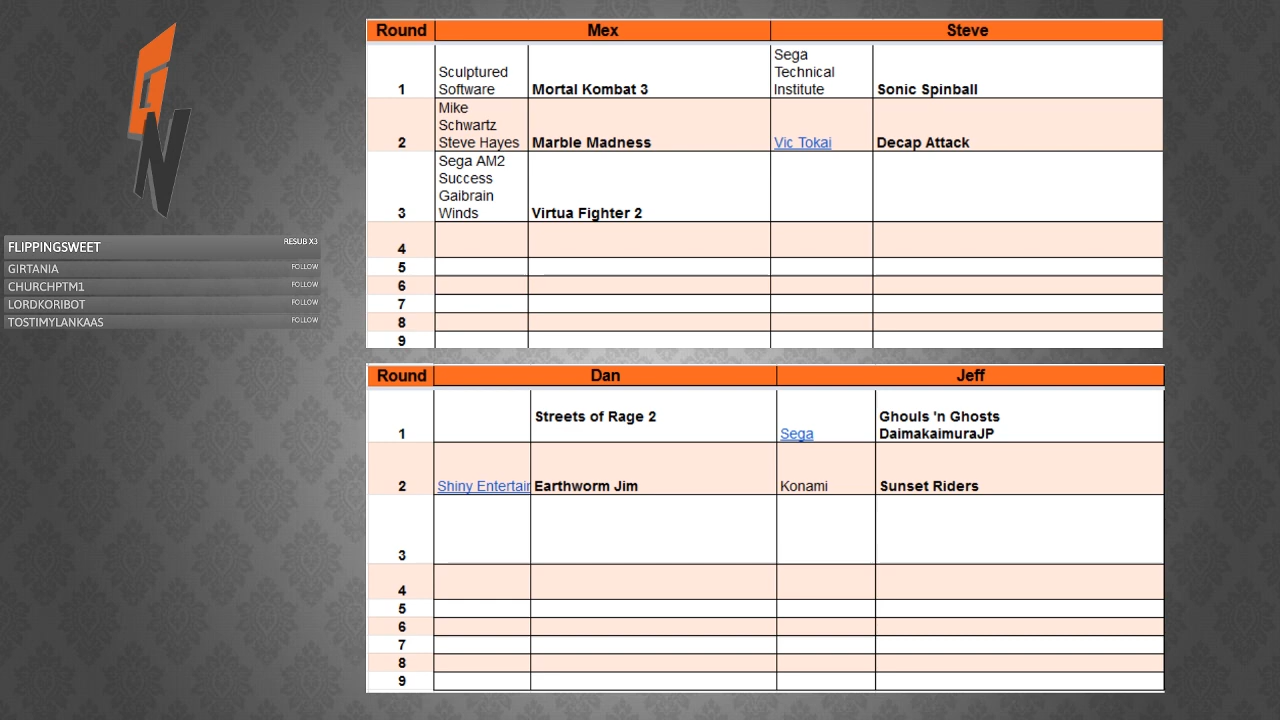 FLIPPINGSWEET RESUB X3
GIRTANIA FOLLOW
CHURCHPTM1 FOLLOW
LORDKORIBOT FOLLOW
TOSTIMYLANKAAS FOLLOW
Round Mex Steve
Sculptured
Software
Sega
Technical
Institute
1 Mortal Kombat 3 Sonic Spinball
Mike
Schwartz
Steve Hayes
2 Marble Madness Vic Tokai Decap Attack
Sega AM2
Success
Gaibrain
Winds
3 Virtua Fighter 2
4
5
6
7
8
9
Round Dan Jeff
Streets of Rage 2
Ghouls 'n Ghosts
1 Sega DaimakaimuraJP
2 Shiny Entertain Earthworm Jim Konami Sunset Riders
3
4
5
6
7
8
9